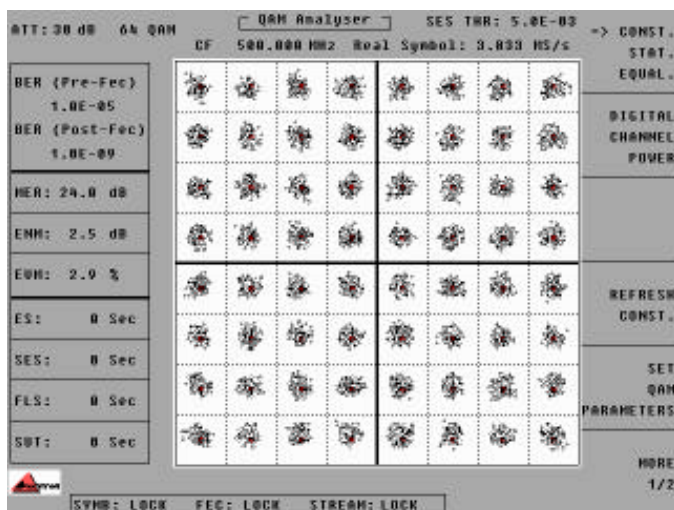 ATT: 30 dB 64 QAM
QAM Analyser
SES THR: 5.0E-03
CF 500.000 MHz Real Symbol: 3.033 MS/s
=> CONST.
STAT.
EQUAL.
BER (Pre-Fec)
1.0E-05
BER (Post-Fec)
1.0E-09
MER: 24.0 dB
ENM: 2.5 dB
EVM: 2.9 %
ES: 0 Sec
SES: 0 Sec
FLS: 0 Sec
SUT: 0 Sec
DIGITAL
CHANNEL
POWER
REFRESH
CONST.
SET
QAM
PARAMETERS
MORE
1/2
SYMB: LOCK FEC: LOCK STREAM: LOCK